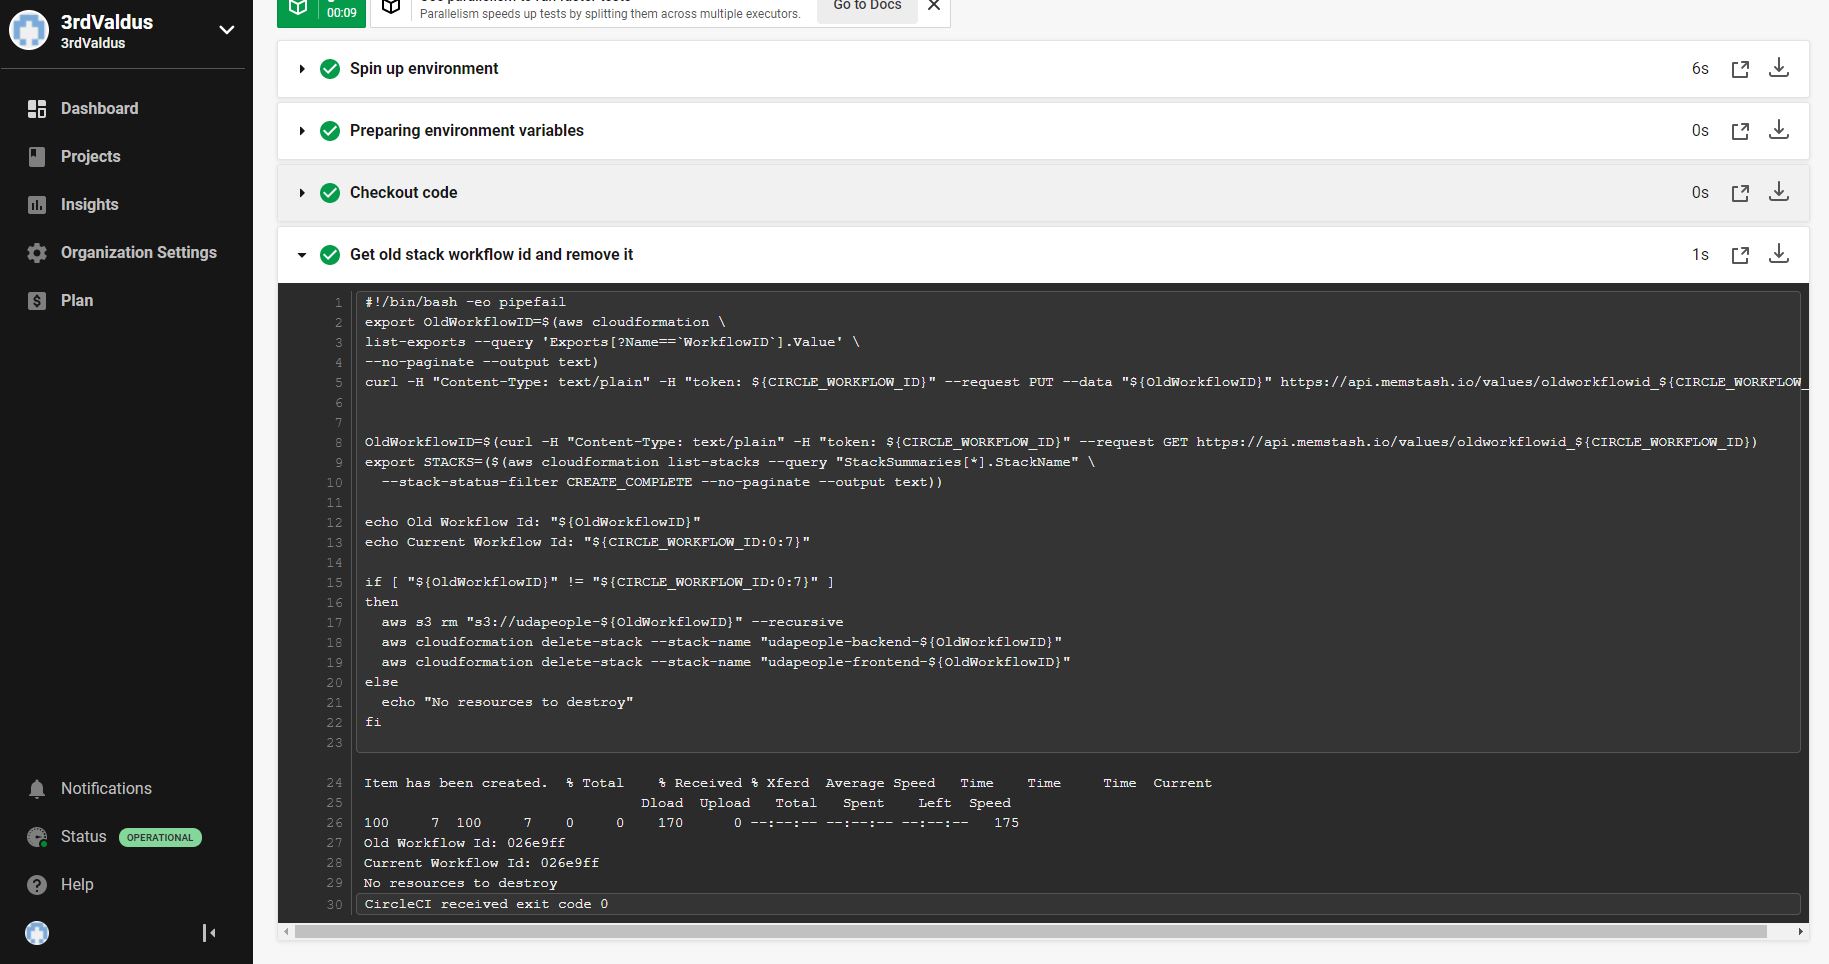 3rdValdus
3rdValdus
Dashboard
Projects
Insights
Organization Settings
Plan
Notifications
Status OPERATIONAL
Help
00:09
Parallelism speeds up tests by splitting them across multiple executors.
Go to Docs
Spin up environment 6s
Preparing environment variables 0s
Checkout code 0s
Get old stack workflow id and remove it 1s
1 #!/bin/bash -eo pipefail
2 export OldWorkflowID=$(aws cloudformation \
3 list-exports --query 'Exports[?Name==`WorkflowID`].Value' \
4 --no-paginate --output text)
5 curl -H "Content-Type: text/plain" -H "token: ${CIRCLE_WORKFLOW_ID}" --request PUT --data "${OldWorkflowID}" https://api.memstash.io/values/oldworkflowid_${CIRCLE_WORKFLOW_
6
7
8 OldWorkflowID=$(curl -H "Content-Type: text/plain" -H "token: ${CIRCLE_WORKFLOW_ID}" --request GET https://api.memstash.io/values/oldworkflowid_${CIRCLE_WORKFLOW_ID})
9 export STACKS=($(aws cloudformation list-stacks --query "StackSummaries[*].StackName" \
10 --stack-status-filter CREATE_COMPLETE --no-paginate --output text))
11
12 echo Old Workflow Id: "${OldWorkflowID}"
13 echo Current Workflow Id: "${CIRCLE_WORKFLOW_ID:0:7}"
14
15 if [ "${OldWorkflowID}" != "${CIRCLE_WORKFLOW_ID:0:7}" ]
16 then
17 aws s3 rm "s3://udapeople-${OldWorkflowID}" --recursive
18 aws cloudformation delete-stack --stack-name "udapeople-backend-${OldWorkflowID}"
19 aws cloudformation delete-stack --stack-name "udapeople-frontend-${OldWorkflowID}"
20 else
21 echo "No resources to destroy"
22 fi
23
24 Item has been created. % Total % Received % Xferd Average Speed Time Time Time Current
25 Dload Upload Total Spent Left Speed
26 100 7 100 7 0 0 170 0 --:--:-- --:--:-- --:--:-- 175
27 Old Workflow Id: 026e9ff
28 Current Workflow Id: 026e9ff
29 No resources to destroy
30 CircleCI received exit code 0